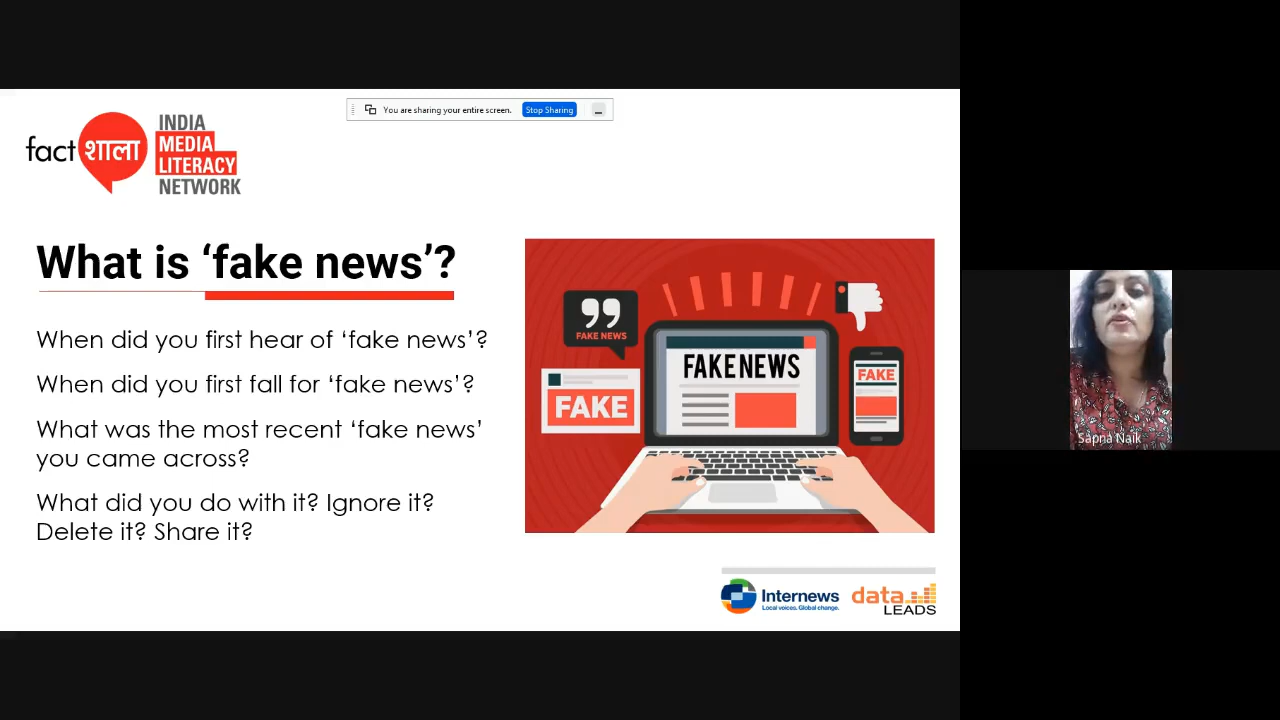 You are sharing your entire screen. Stop Sharing
fact शाला
INDIA
MEDIA
LITERACY
NETWORK
What is ‘fake news’?
When did you first hear of ‘fake news’?
When did you first fall for ‘fake news’?
What was the most recent ‘fake news’
you came across?
What did you do with it? Ignore it?
Delete it? Share it?
FAKE NEWS
FAKE NEWS
FAKE
FAKE
Internews
Local voices. Global change.
data
LEADS
Sapna Naik